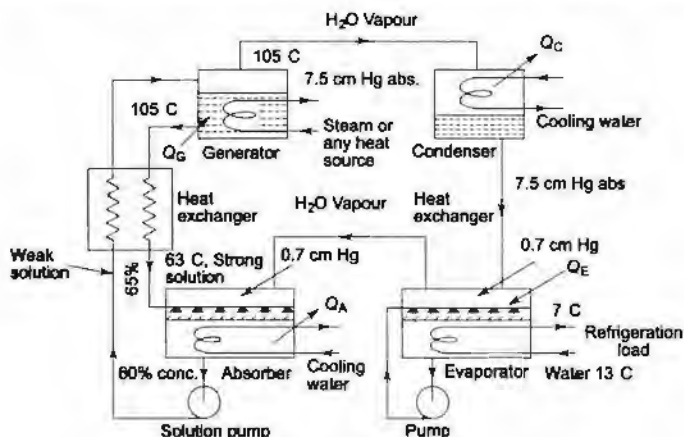 H₂O Vapour
105 C
Q_C
7.5 cm Hg abs.
105 C
Steam or
any heat
source
Cooling water
Q_G
Generator
Condenser
Heat
exchanger
H₂O Vapour
Heat
exchanger
7.5 cm Hg abs
Weak
solution
65%
63 C, Strong
solution
0.7 cm Hg
0.7 cm Hg
Q_E
Q_A
7 C
Refrigeration
load
Cooling
water
60% conc.
Absorber
Evaporator
Water 13 C
Solution pump
Pump